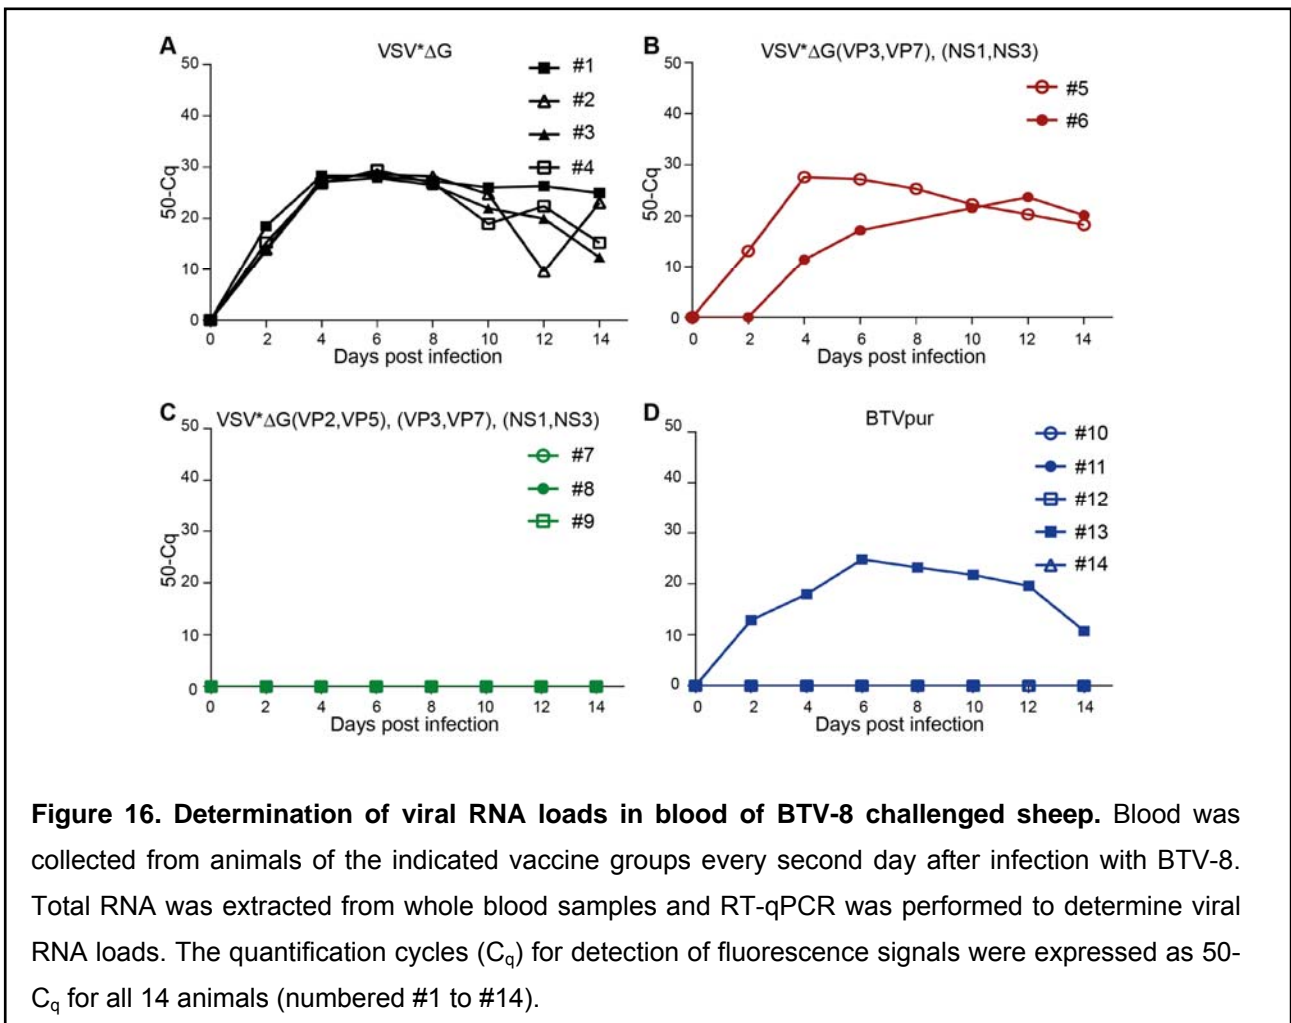 A
VSV*ΔG
50
40
30
20
10
0
50-Cq
#1
#2
#3
#4
0 2 4 6 8 10 12 14
Days post infection
B
VSV*ΔG(VP3,VP7), (NS1,NS3)
50
40
30
20
10
0
50-Cq
#5
#6
0 2 4 6 8 10 12 14
Days post infection
C
VSV*ΔG(VP2,VP5), (VP3,VP7), (NS1,NS3)
50
40
30
20
10
0
50-Cq
#7
#8
#9
0 2 4 6 8 10 12 14
Days post infection
D
BTVpur
50
40
30
20
10
0
#10
#11
#12
#13
#14
0 2 4 6 8 10 12 14
Days post infection
Figure 16. Determination of viral RNA loads in blood of BTV-8 challenged sheep. Blood was
collected from animals of the indicated vaccine groups every second day after infection with BTV-8.
Total RNA was extracted from whole blood samples and RT-qPCR was performed to determine viral
RNA loads. The quantification cycles (Cq) for detection of fluorescence signals were expressed as 50-
Cq for all 14 animals (numbered #1 to #14).